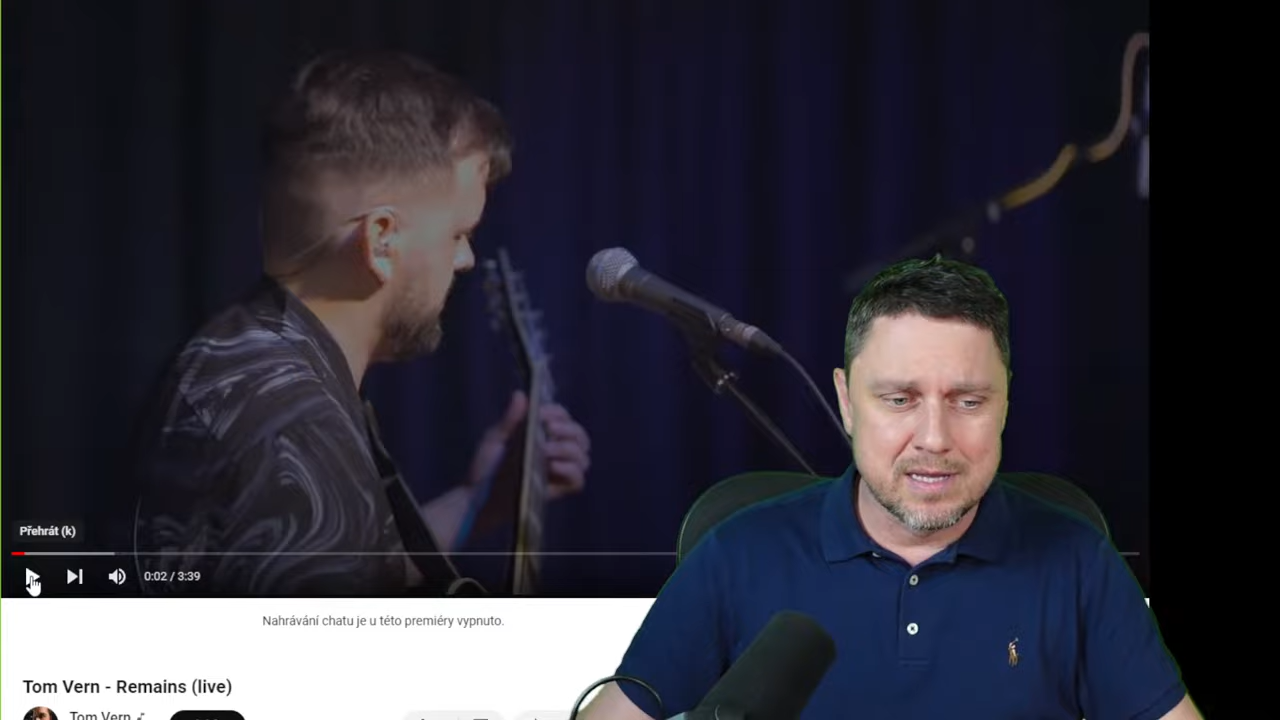 Přehrát (k)
0:02 / 3:39
Nahrávání chatu je u této premiéry vypnuto.
Tom Vern - Remains (live)
Tom Vern